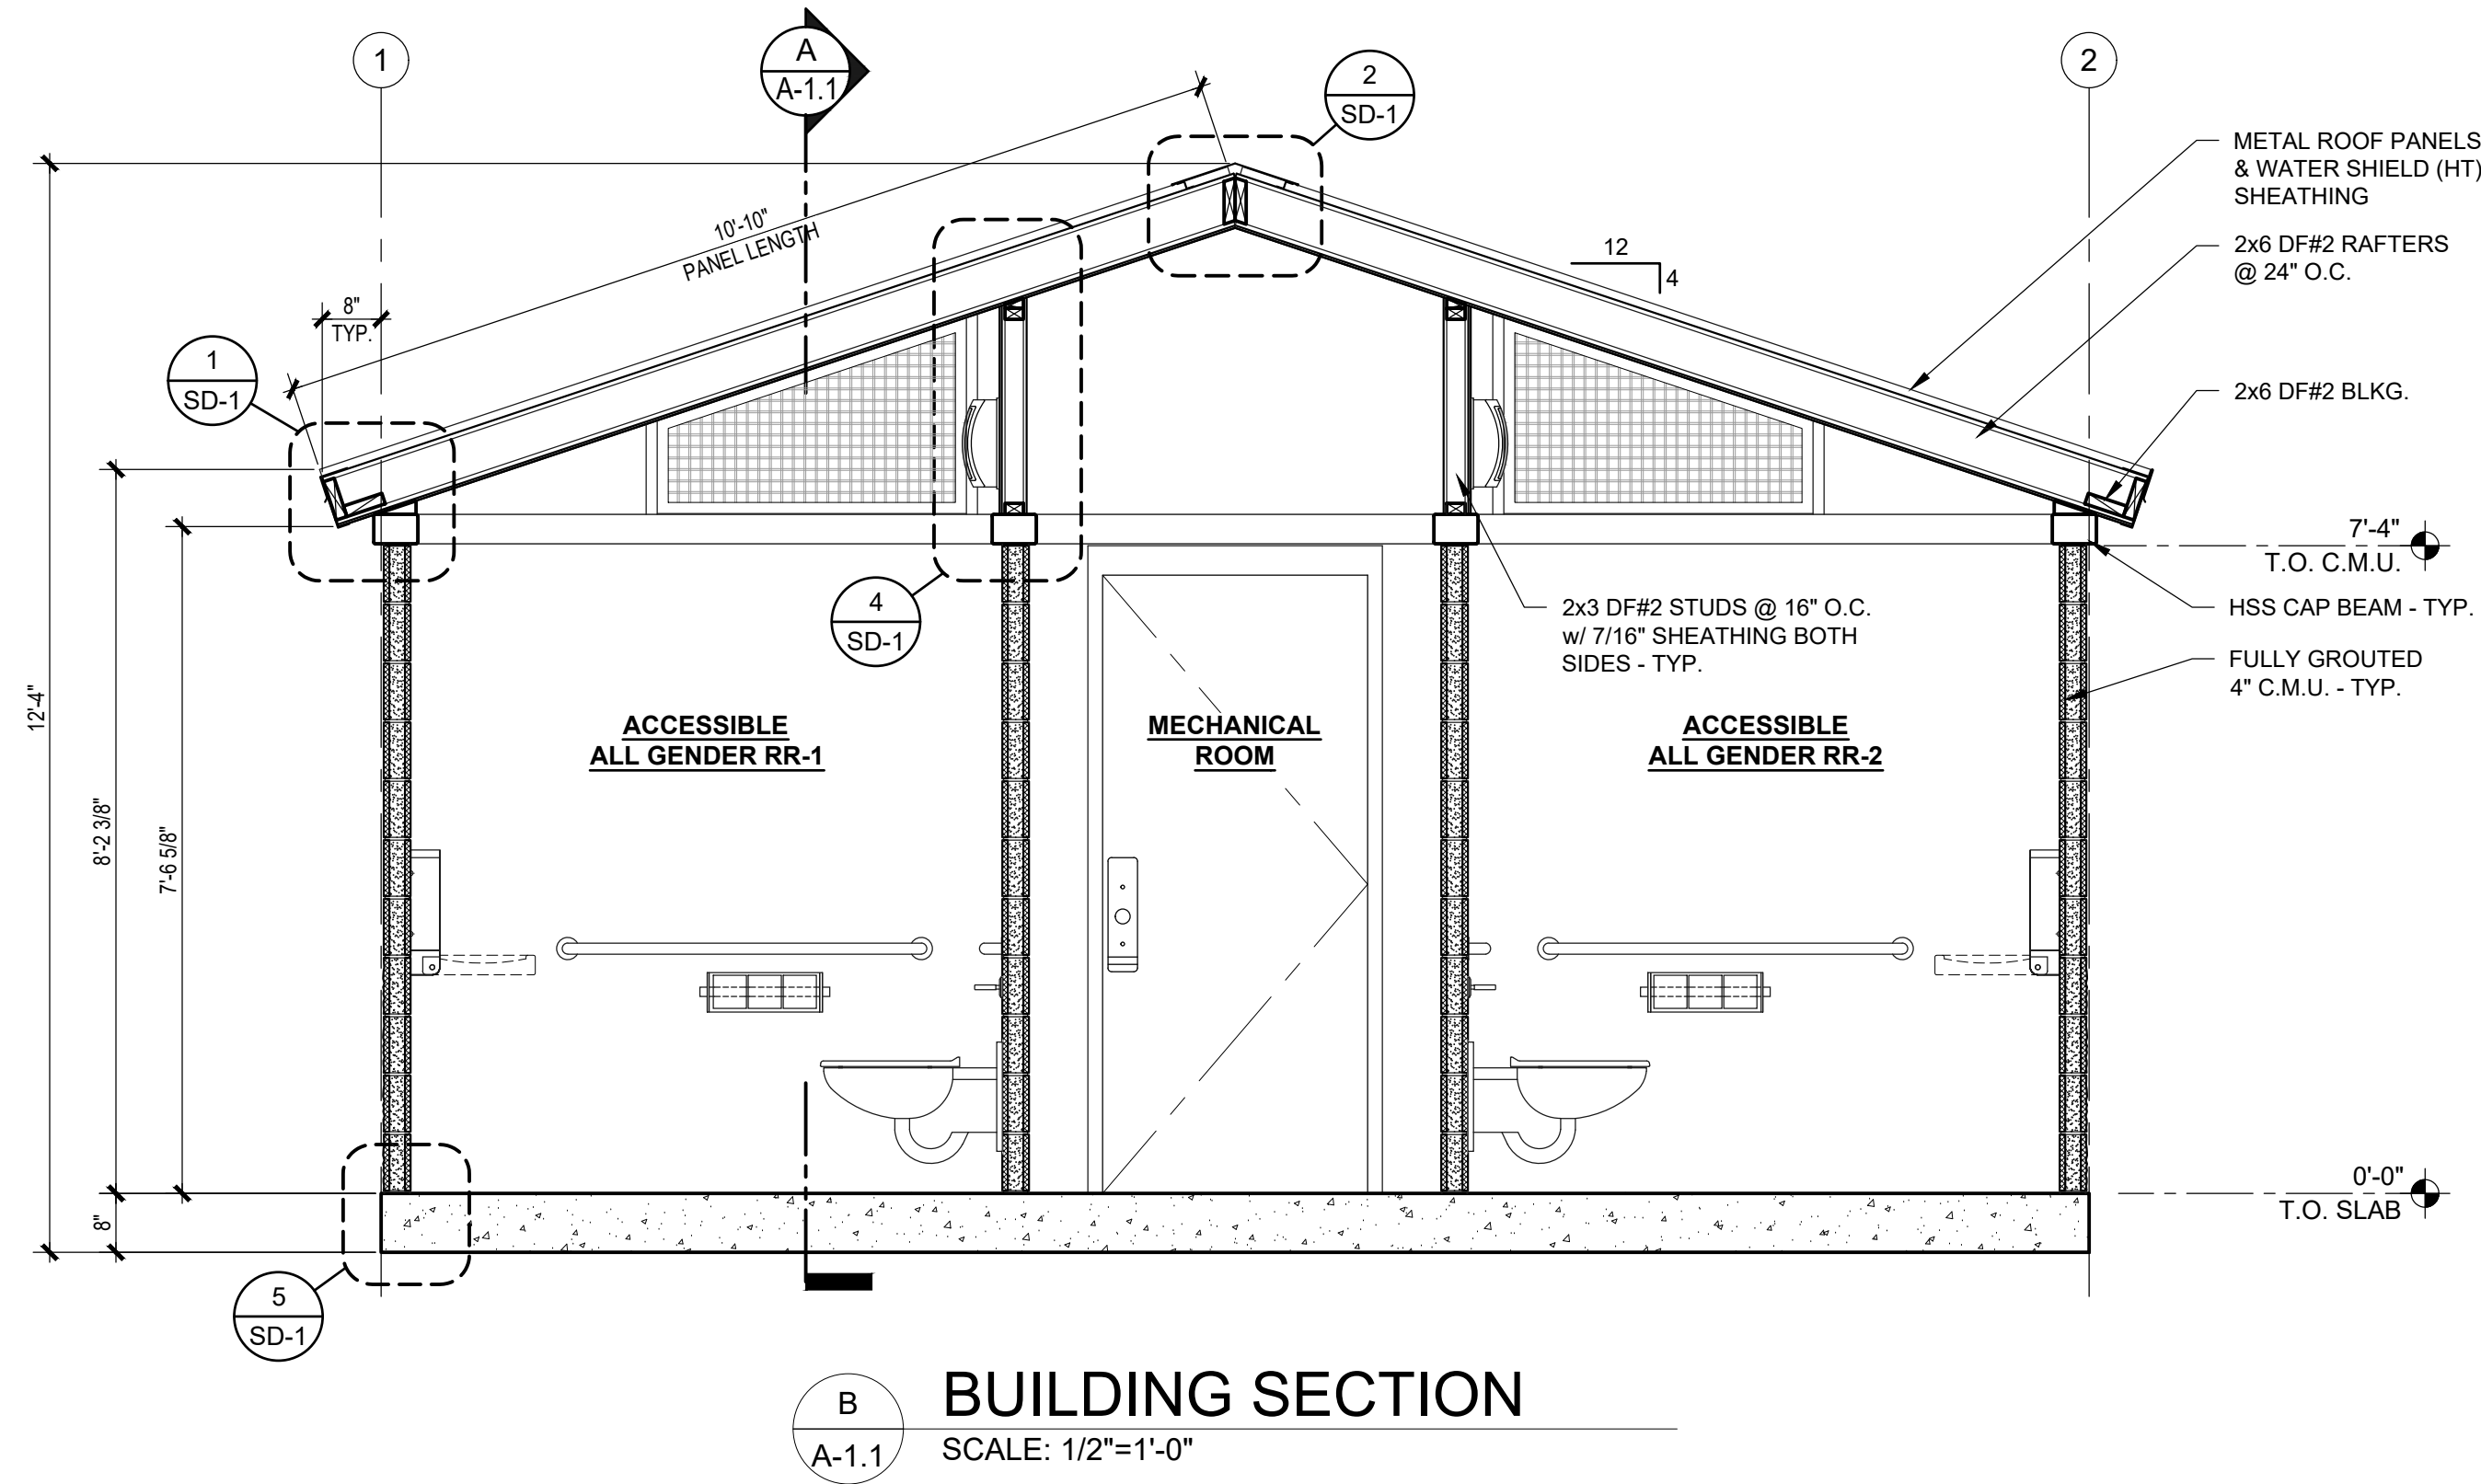 1
A
A-1.1
2
SD-1
2
METAL ROOF PANELS
& WATER SHIELD (HT)
SHEATHING
2x6 DF#2 RAFTERS
@ 24" O.C.
2x6 DF#2 BLKG.
10'-10"
PANEL LENGTH
12
4
8"
TYP.
1
SD-1
4
SD-1
7'-4"
T.O. C.M.U.
HSS CAP BEAM - TYP.
FULLY GROUTED
4" C.M.U. - TYP.
2x3 DF#2 STUDS @ 16" O.C.
w/ 7/16" SHEATHING BOTH
SIDES - TYP.
ACCESSIBLE
ALL GENDER RR-1
MECHANICAL
ROOM
ACCESSIBLE
ALL GENDER RR-2
12'-4"
8'-2 3/8"
7'-6 5/8"
8"
0'-0"
T.O. SLAB
5
SD-1
B
A-1.1
BUILDING SECTION
SCALE: 1/2"=1'-0"